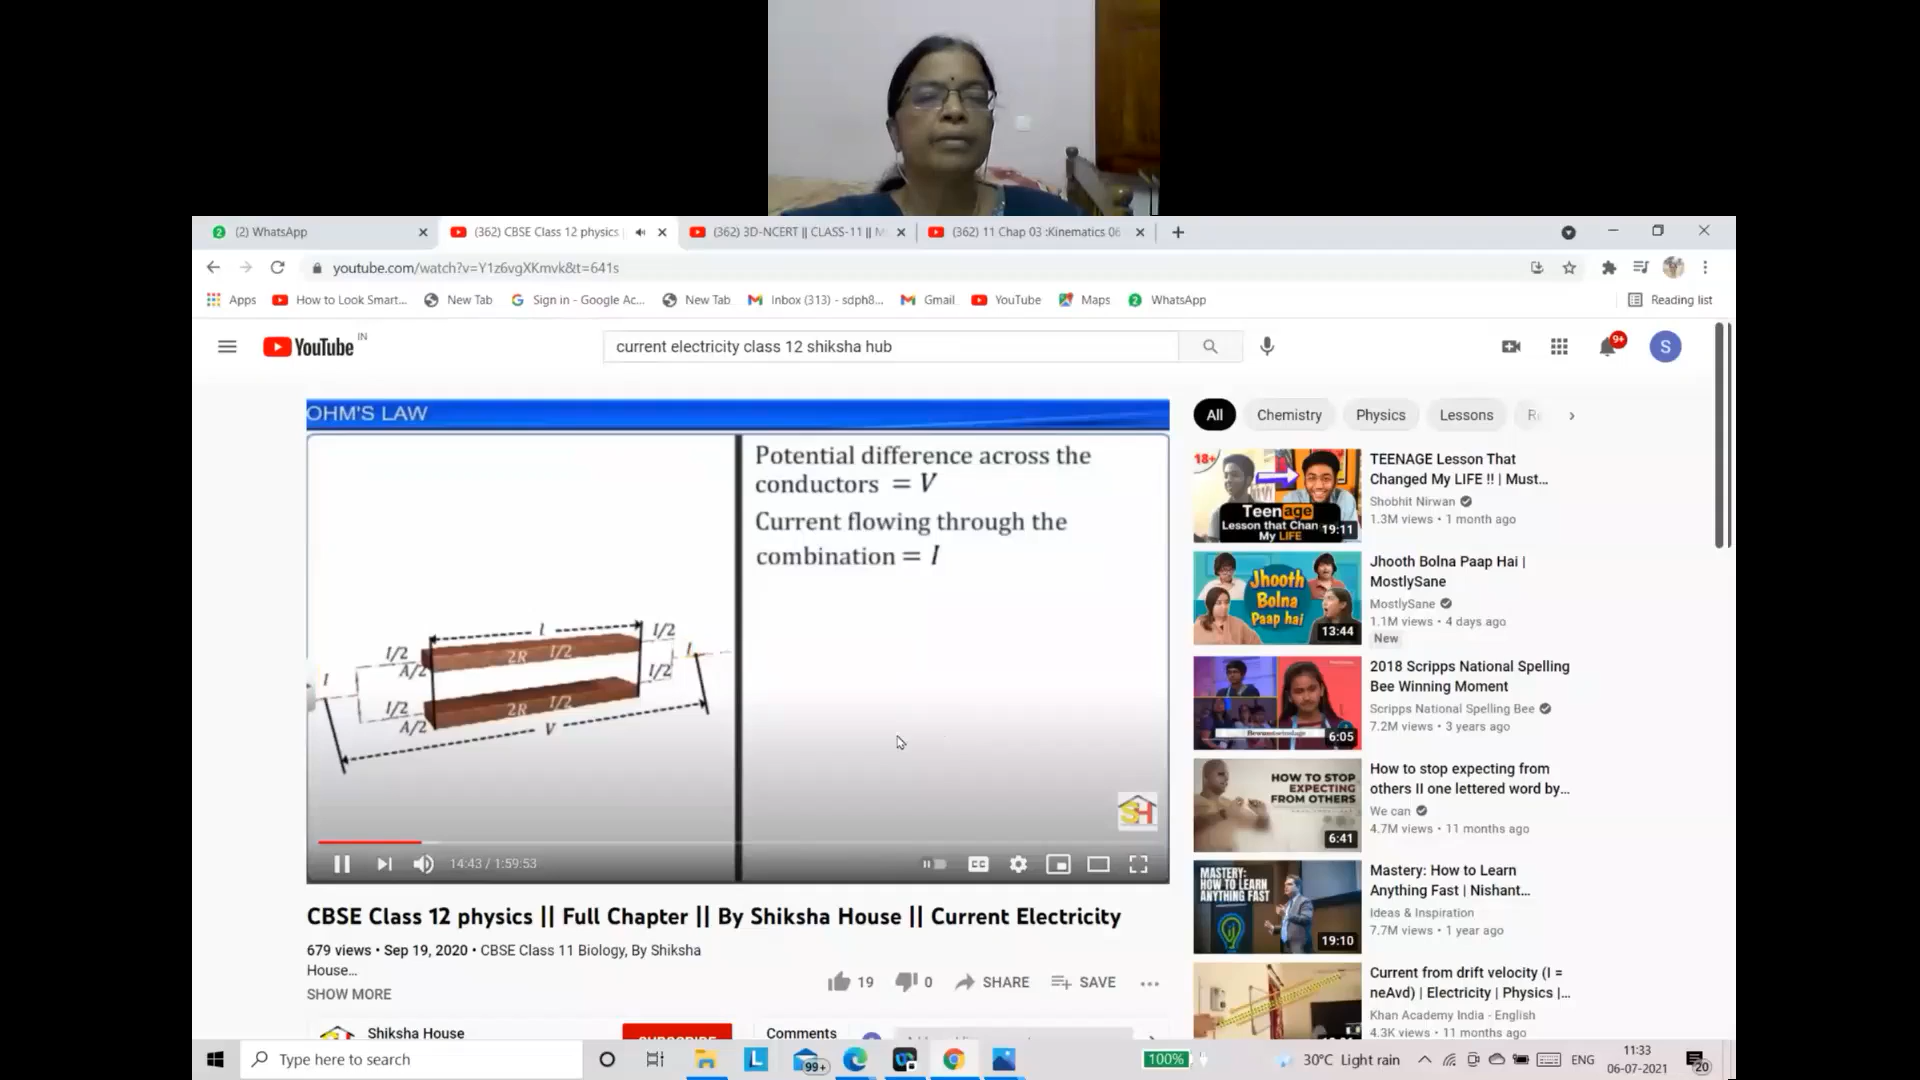 (2) WhatsApp
(362) CBSE Class 12 physics
(362) 3D-NCERT || CLASS-11 || M
(362) 11 Chap 03 :Kinematics 06
youtube.com/watch?v=Y1z6vgXKmvk&t=641s
Apps
How to Look Smart...
New Tab
Sign in - Google Ac...
New Tab
Inbox (313) - sdph8...
Gmail
YouTube
Maps
WhatsApp
Reading list
YouTube IN
current electricity class 12 shiksha hub
9+
S
OHM'S LAW
Potential difference across the
conductors = V
Current flowing through the
combination = I
l
I/2
I/2
2R I/2
A/2
I/2
I
I/2
2R I/2
A/2
V
SH
14:43 / 1:59:53
CC
CBSE Class 12 physics || Full Chapter || By Shiksha House || Current Electricity
679 views • Sep 19, 2020 • CBSE Class 11 Biology, By Shiksha
House...
SHOW MORE
19
0
SHARE
SAVE
Shiksha House
SUBSCRIBE
Comments
All
Chemistry
Physics
Lessons
18+
Teenage
Lesson that Chan
My LIFE
19:11
TEENAGE Lesson That
Changed My LIFE !! | Must...
Shobhit Nirwan
1.3M views • 1 month ago
Jhooth
Bolna
Paap hai
13:44
Jhooth Bolna Paap Hai |
MostlySane
MostlySane
1.1M views • 4 days ago
New
6:05
2018 Scripps National Spelling
Bee Winning Moment
Scripps National Spelling Bee
7.2M views • 3 years ago
HOW TO STOP
EXPECTING
FROM OTHERS
6:41
How to stop expecting from
others II one lettered word by...
We can
4.7M views • 11 months ago
MASTERY:
HOW TO LEARN
ANYTHING FAST
19:10
Mastery: How to Learn
Anything Fast | Nishant...
Ideas & Inspiration
7.7M views • 1 year ago
Current from drift velocity (I =
neAvd) | Electricity | Physics |...
Khan Academy India - English
4.3K views • 11 months ago
Type here to search
99+
100%
30°C Light rain
ENG
11:33
06-07-2021
20